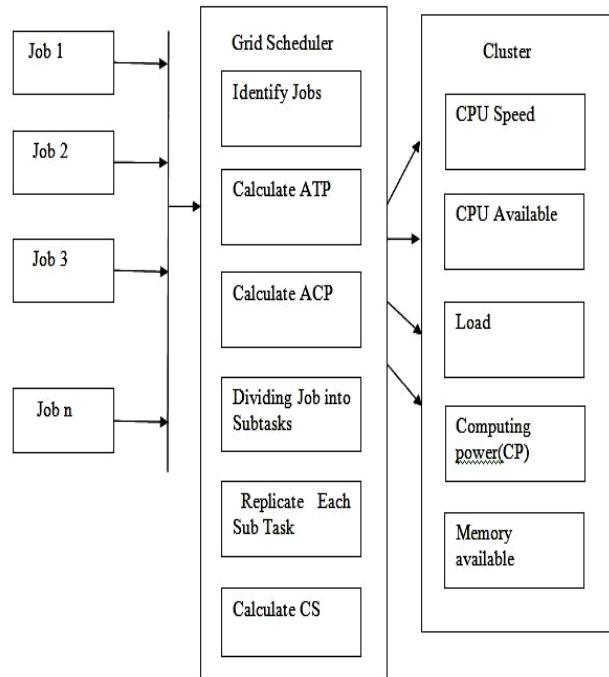 Job 1
Job 2
Job 3
Job n
Grid Scheduler
Identify Jobs
Calculate ATP
Calculate ACP
Dividing Job into
Subtasks
Replicate Each
Sub Task
Calculate CS
Cluster
CPU Speed
CPU Available
Load
Computing
power(CP)
Memory
available